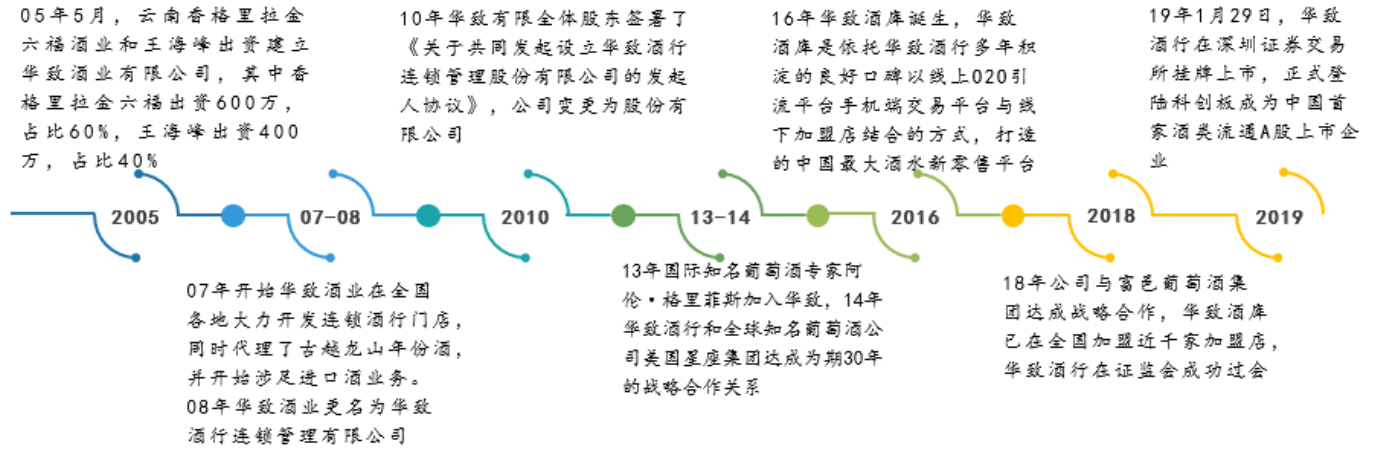 05年5月，云南香格里拉金
六福酒业和王海峰出资建立
华致酒业有限公司，其中香
格里拉金六福出资600万，
占比60%，王海峰出资400
万，占比40%
10年华致有限全体股东签署了
《关于共同发起设立华致酒行
连锁管理股份有限公司的发起
人协议》，公司变更为股份有
限公司
16年华致酒库诞生，华致
酒库是依托华致酒行多年积
淀的良好口碑以线上020引
流平台手机端交易平台与线
下加盟店结合的方式，打造
的中国最大酒水新零售平台
19年1月29日，华致
酒行在深圳证券交易
所挂牌上市，正式登
陆科创板成为中国首
家酒类流通A股上市企
业
2005
07-08
2010
13-14
2016
2018
2019
07年开始华致酒业在全国
各地大力开发连锁酒行门店，
同时代理了古越龙山年份酒，
并开始涉足进口酒业务。
08年华致酒业更名为华致
酒行连锁管理有限公司
13年国际知名葡萄酒专家阿
伦·格里菲斯加入华致，14年
华致酒行和全球知名葡萄酒公
司美国星座集团达成为期30年
的战略合作关系
18年公司与富邑葡萄酒集
团达成战略合作，华致酒库
已在全国加盟近千家加盟店，
华致酒行在证监会成功过会